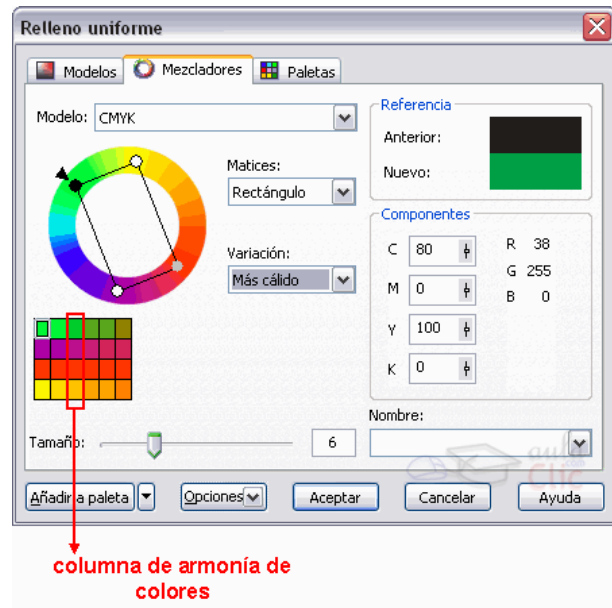 Relleno uniforme
Modelos Mezcladores Paletas
Modelo: CMYK
Matices:
Rectángulo
Variación:
Más cálido
Referencia
Anterior:
Nuevo:
Componentes
C 80 R 38
G 255
M 0 B 0
Y 100
K 0
Tamaño: 6
Nombre:
aulaClic
Añadir a paleta Opciones Aceptar Cancelar Ayuda
columna de armonía de
colores